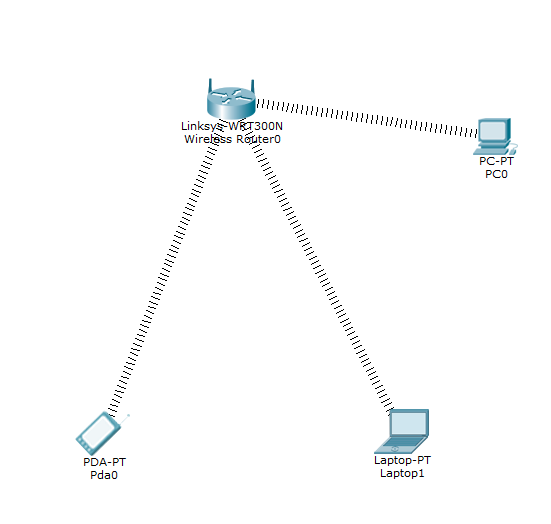 Linksys-WRT300N
Wireless Router0
PC-PT
PC0
PDA-PT
Pda0
Laptop-PT
Laptop1